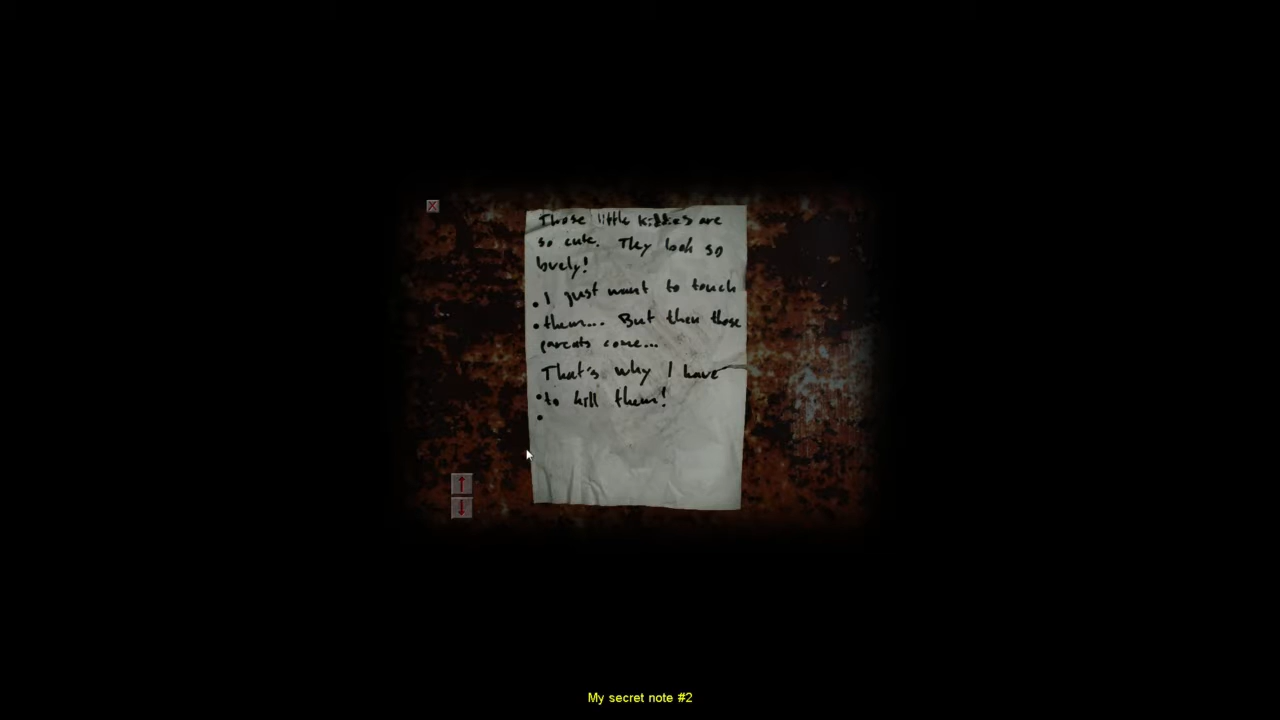 Those little kiddies are
so cute. They look so
lovely!
I just want to touch
them... But then those
parents come...
That's why I have
to kill them!
My secret note #2